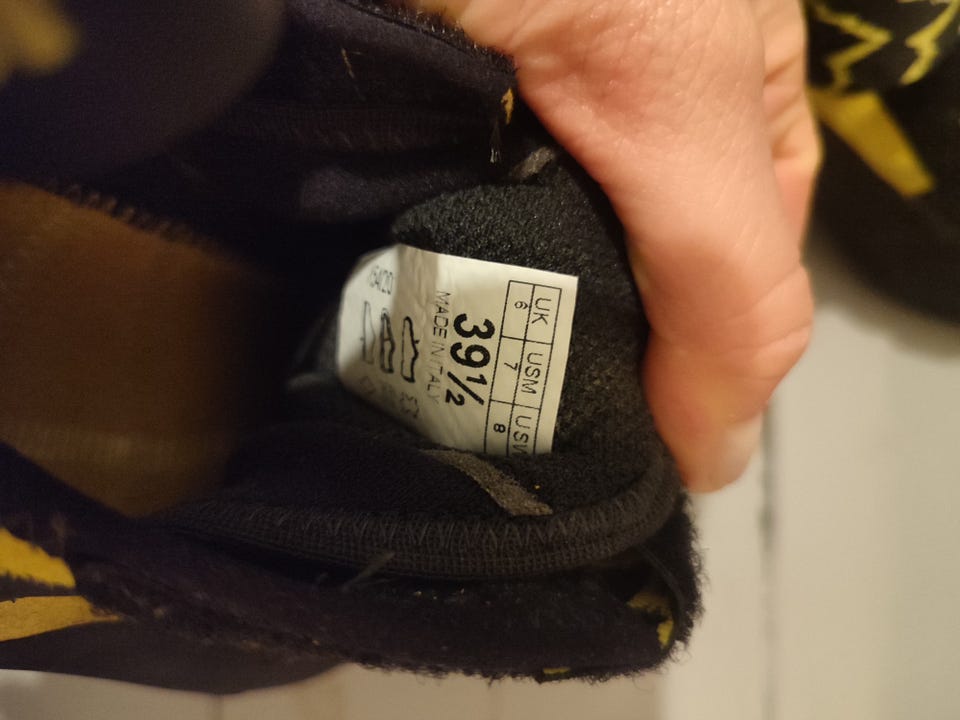 UK USM USW
6 7 8
39½
MADE IN ITALY